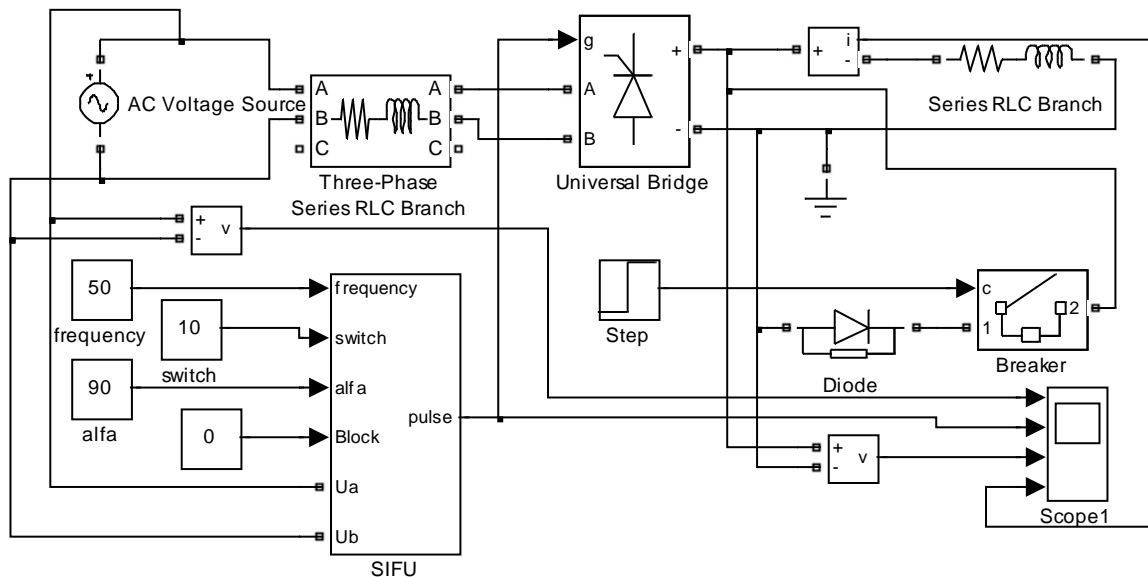 g
+
A
B
-
+
i
-
+
AC Voltage Source
A
B
C
A
B
C
Series RLC Branch
Three-Phase
Series RLC Branch
Universal Bridge
+
-
v
50
frequency
10
switch
90
alfa
0
frequency
switch
alfa
Block
Ua
Ub
pulse
SIFU
Step
c
1
2
Breaker
Diode
+
-
v
Scope1